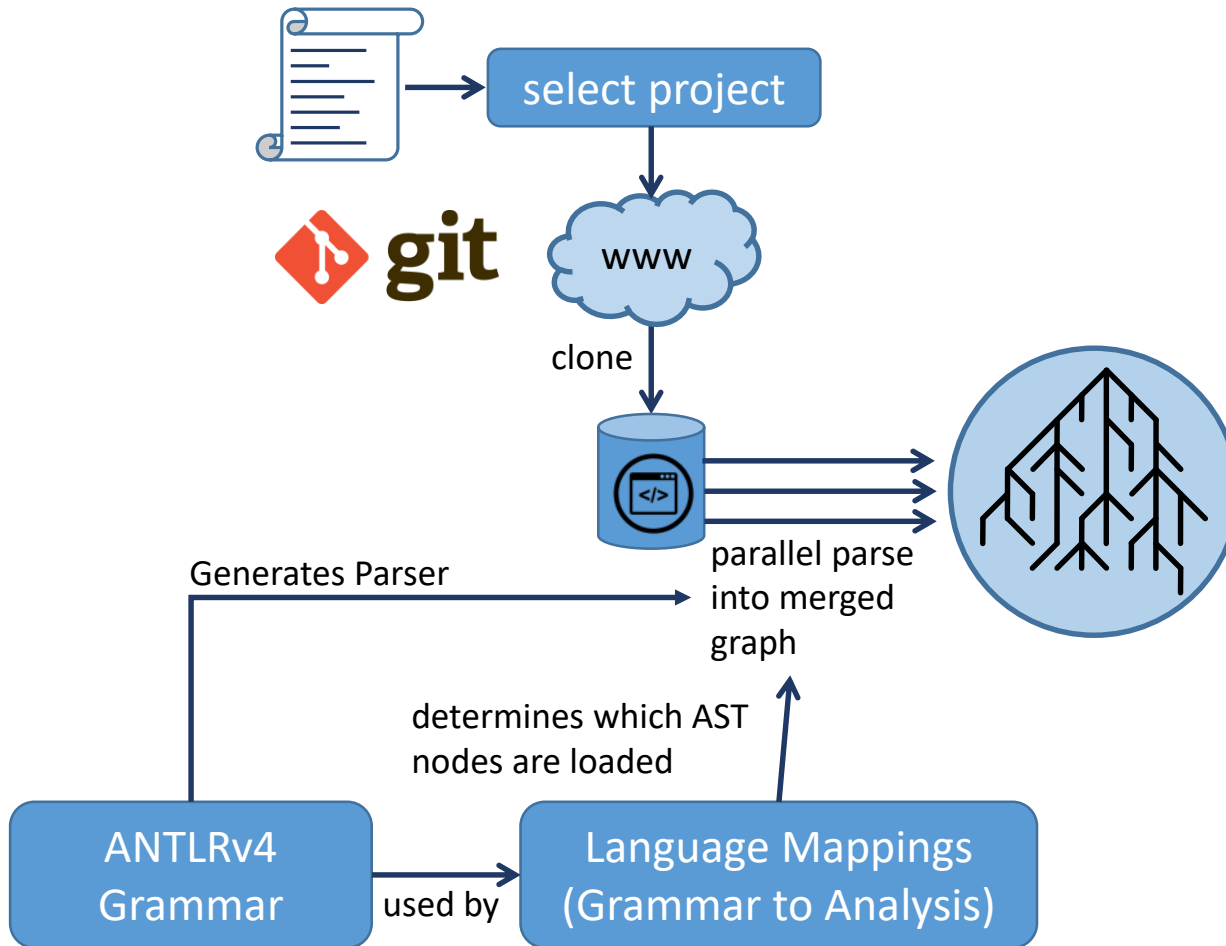 select project
git
www
clone
</>
Generates Parser
parallel parse
into merged
graph
determines which AST
nodes are loaded
ANTLRv4
Grammar
used by
Language Mappings
(Grammar to Analysis)